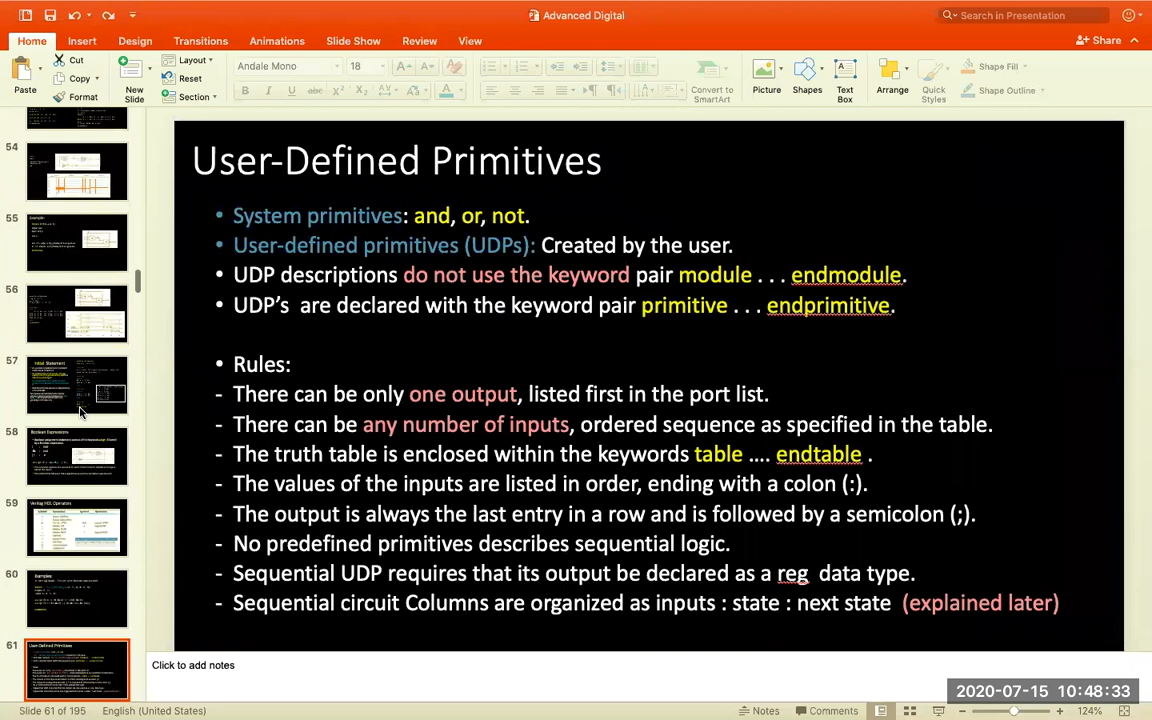 Advanced Digital
Search in Presentation
Home Insert Design Transitions Animations Slide Show Review View
Share
Paste
Cut
Copy
Format
New Slide
Layout
Reset
Section
Andale Mono 18
Convert to SmartArt
Picture
Shapes
Text Box
Arrange
Quick Styles
Shape Fill
Shape Outline
54
55
56
57
58
59
60
61
User-Defined Primitives
• System primitives: and, or, not.
• User-defined primitives (UDPs): Created by the user.
• UDP descriptions do not use the keyword pair module . . . endmodule.
• UDP’s are declared with the keyword pair primitive . . . endprimitive.
• Rules:
- There can be only one output, listed first in the port list.
- There can be any number of inputs, ordered sequence as specified in the table.
- The truth table is enclosed within the keywords table .... endtable .
- The values of the inputs are listed in order, ending with a colon (:).
- The output is always the last entry in a row and is followed by a semicolon (;).
- No predefined primitives describes sequential logic.
- Sequential UDP requires that its output be declared as a reg data type.
- Sequential circuit Columns are organized as inputs : state : next state (explained later)
Click to add notes
2020-07-15 10:48:33
Slide 61 of 195 English (United States)
Notes Comments 124%